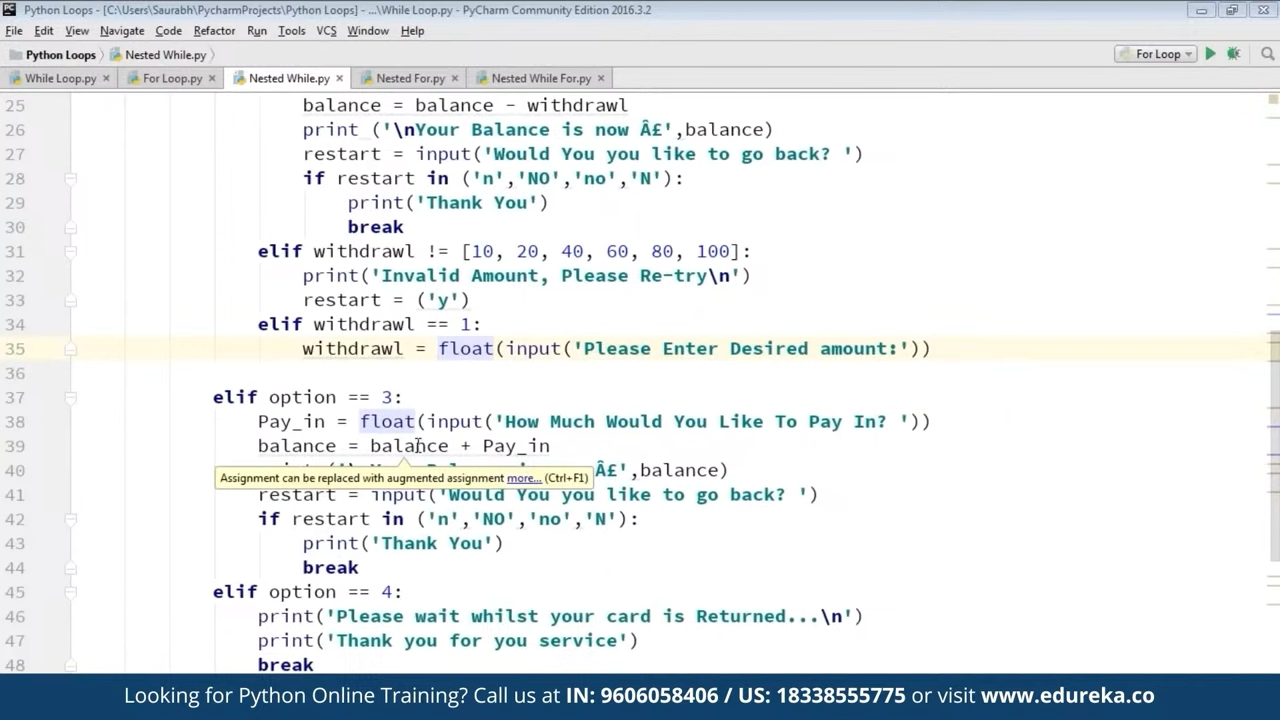 Python Loops - [C:\Users\Saurabh\PycharmProjects\Python Loops] - ...\While Loop.py - PyCharm Community Edition 2016.3.2
File Edit View Navigate Code Refactor Run Tools VCS Window Help
Python Loops Nested While.py For Loop
While Loop.py × For Loop.py × Nested While.py × Nested For.py × Nested While For.py ×
25 balance = balance - withdrawl
26 print ('\nYour Balance is now Â£',balance)
27 restart = input('Would You you like to go back? ')
28 if restart in ('n','NO','no','N'):
29 print('Thank You')
30 break
31 elif withdrawl != [10, 20, 40, 60, 80, 100]:
32 print('Invalid Amount, Please Re-try\n')
33 restart = ('y')
34 elif withdrawl == 1:
35 withdrawl = float(input('Please Enter Desired amount:'))
36
37 elif option == 3:
38 Pay_in = float(input('How Much Would You Like To Pay In? '))
39 balance = balance + Pay_in
40 Â£',balance)
Assignment can be replaced with augmented assignment more... (Ctrl+F1)
41 restart = input('Would You you like to go back? ')
42 if restart in ('n','NO','no','N'):
43 print('Thank You')
44 break
45 elif option == 4:
46 print('Please wait whilst your card is Returned...\n')
47 print('Thank you for you service')
48 break
Looking for Python Online Training? Call us at IN: 9606058406 / US: 18338555775 or visit www.edureka.co